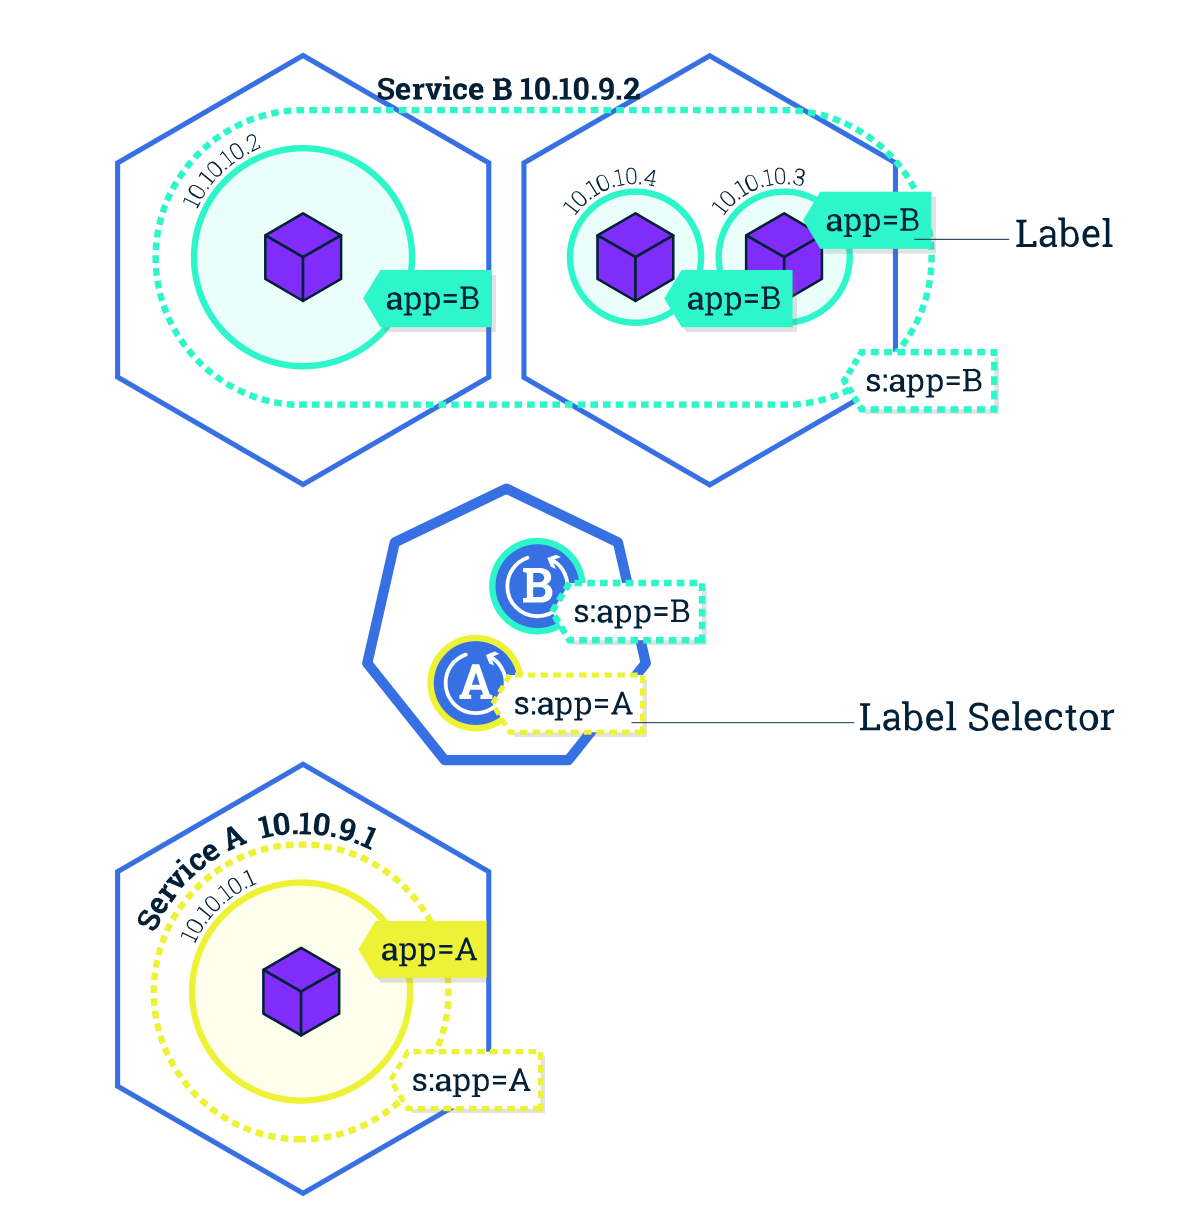 Service B 10.10.9.2
10.10.10.2
10.10.10.4
10.10.10.3
app=B
Label
app=B
app=B
s:app=B
B
s:app=B
A
s:app=A
Label Selector
Service A 10.10.9.1
10.10.10.1
app=A
s:app=A